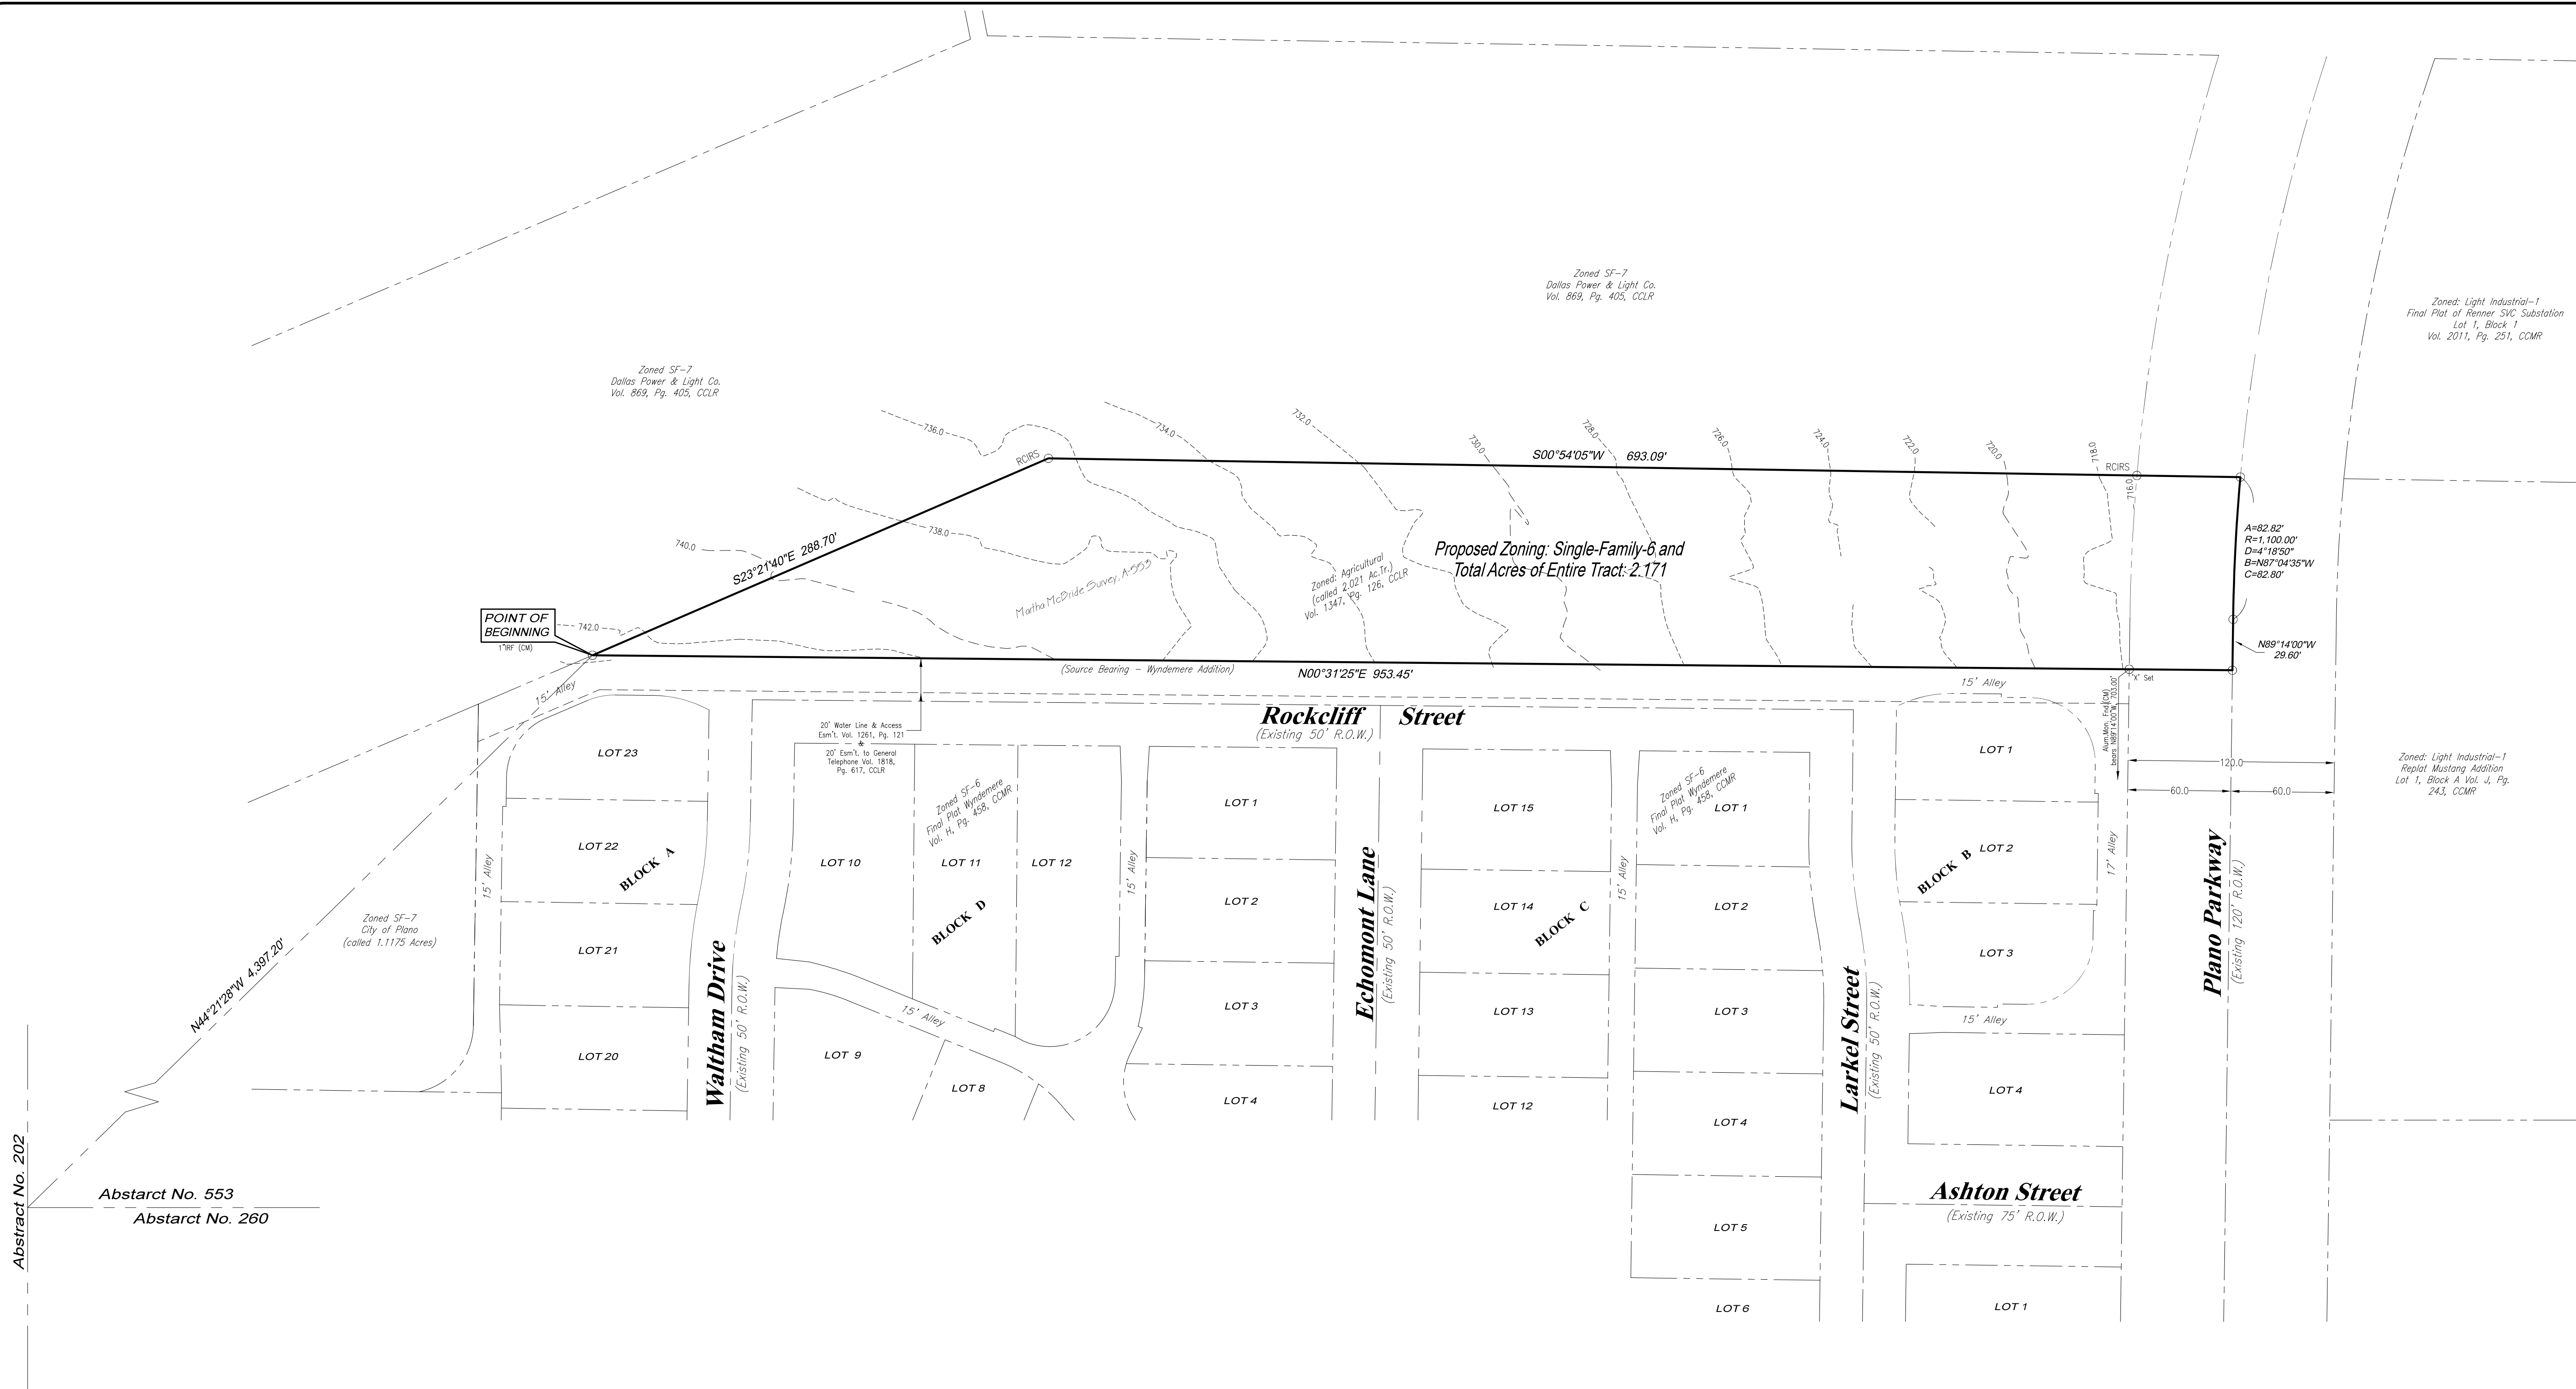 Zoned SF-7
Dallas Power & Light Co.
Vol. 869, Pg. 405, CCLR
Zoned: Light Industrial-1
Final Plat of Renner SVC Substation
Lot 1, Block 1
Vol. 2011, Pg. 251, CCMR
Zoned SF-7
Dallas Power & Light Co.
Vol. 869, Pg. 405, CCLR
736.0
734.0
732.0
730.0
728.0
726.0
724.0
722.0
720.0
718.0
716.0
RCIRS
S00°54'05"W 693.09'
RCIRS
A=82.82'
R=1,100.00'
D=4°18'50"
B=N87°04'35"W
C=82.80'
740.0
738.0
S23°21'40"E 288.70'
Martha McBride Survey, A-553
Zoned: Agricultural
(called 2.021 Ac.Tr.)
Vol. 1347, Pg. 126, CCLR
Proposed Zoning: Single-Family-6 and
Total Acres of Entire Tract: 2.171
POINT OF
BEGINNING
1"IRF (CM)
742.0
N89°14'00"W
29.60'
(Source Bearing - Wyndemere Addition)
N00°31'25"E 953.45'
"X" Set
Alum.Mon. Fnd.(CM)
bears N89°14'00"W, 703.00'
15' Alley
15' Alley
Rockcliff Street
(Existing 50' R.O.W.)
20' Water Line & Access
Esm't. Vol. 1261, Pg. 121
&
20' Esm't. to General
Telephone Vol. 1818,
Pg. 617, CCLR
120.0
60.0
60.0
Zoned: Light Industrial-1
Replat Mustang Addition
Lot 1, Block A Vol. J, Pg.
243, CCMR
LOT 23
LOT 22
BLOCK A
LOT 21
LOT 20
15' Alley
Zoned SF-7
City of Plano
(called 1.1175 Acres)
N44°21'28"W 4,397.20'
Waltham Drive
(Existing 50' R.O.W.)
Zoned SF-6
Final Plat Wyndemere
Vol. H, Pg. 458, CCMR
LOT 10
LOT 11
LOT 12
BLOCK D
15' Alley
15' Alley
LOT 9
LOT 8
LOT 1
LOT 2
LOT 3
LOT 4
Echomont Lane
(Existing 50' R.O.W.)
LOT 15
LOT 14
BLOCK C
LOT 13
LOT 12
15' Alley
Zoned SF-6
Final Plat Wyndemere
Vol. H, Pg. 458, CCMR
LOT 1
LOT 2
LOT 3
LOT 4
LOT 5
LOT 6
Larkel Street
(Existing 50' R.O.W.)
LOT 1
LOT 2
BLOCK B
LOT 3
15' Alley
17' Alley
LOT 4
Ashton Street
(Existing 75' R.O.W.)
LOT 1
Plano Parkway
(Existing 120' R.O.W.)
Abstract No. 202
Abstarct No. 553
Abstarct No. 260